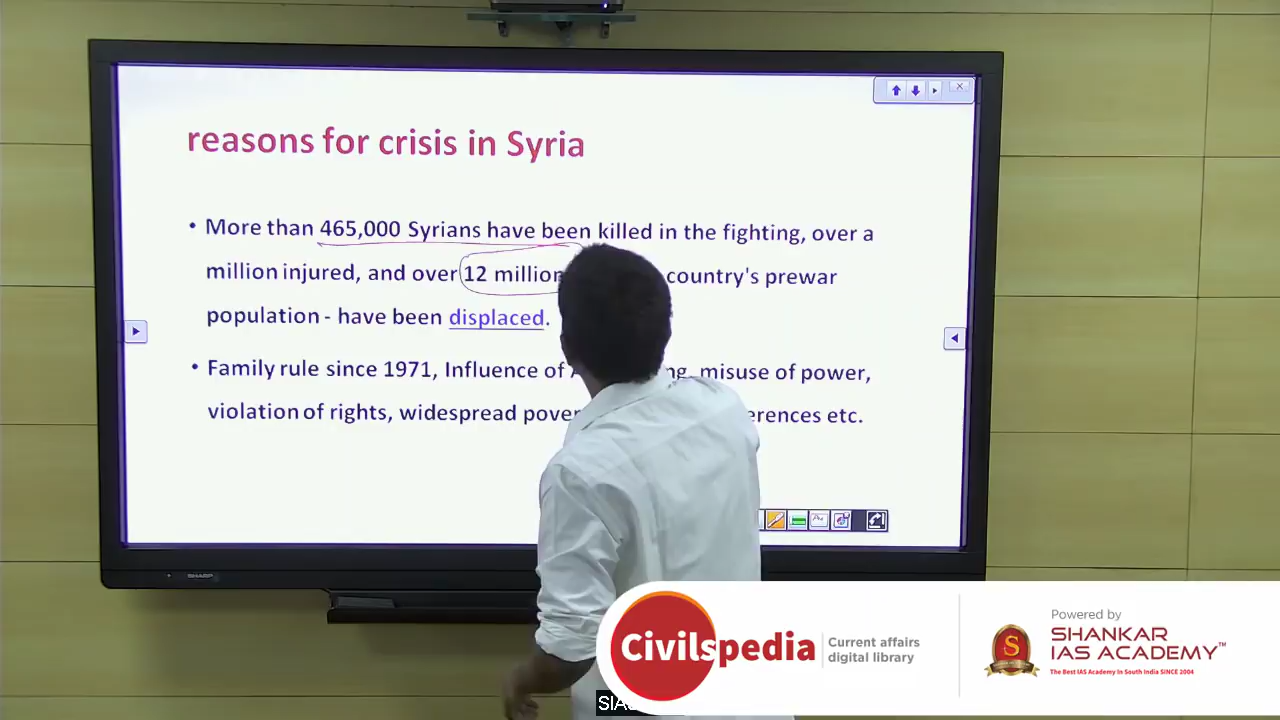 reasons for crisis in Syria
• More than 465,000 Syrians have been killed in the fighting, over a
million injured, and over 12 million country's prewar
population - have been displaced.
• Family rule since 1971, Influence of misuse of power,
violation of rights, widespread etc.
SHARP
Civilspedia
Current affairs
digital library
Powered by
SHANKAR
IAS ACADEMY™
The Best IAS Academy In South India SINCE 2004
S